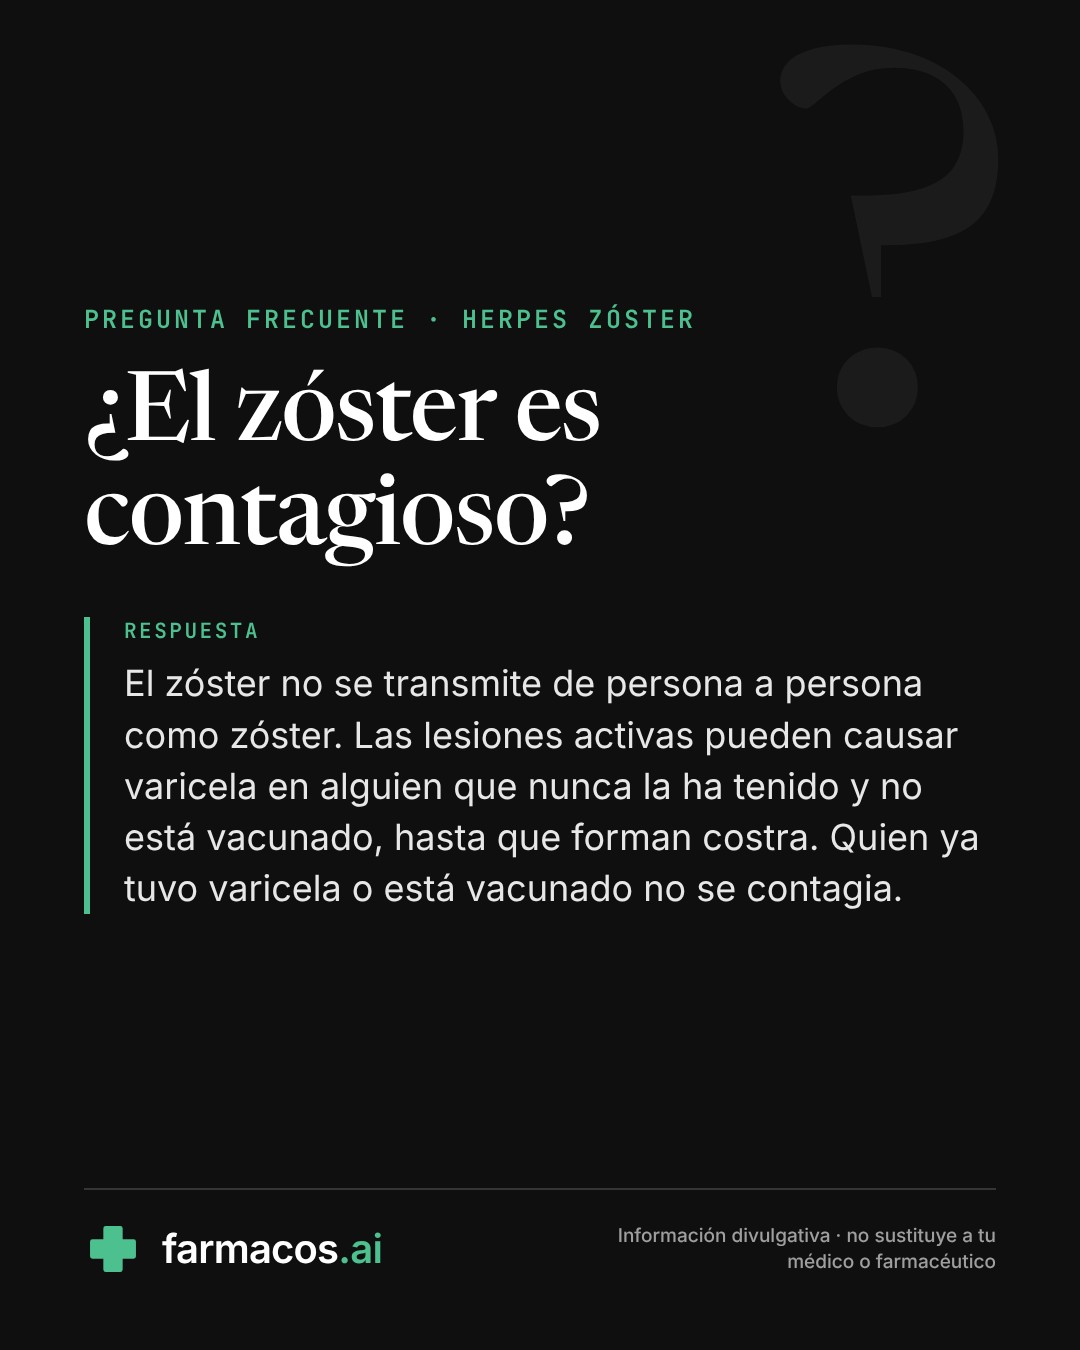 ?
PREGUNTA FRECUENTE · HERPES ZÓSTER
¿El zóster es
contagioso?
RESPUESTA
El zóster no se transmite de persona a persona
como zóster. Las lesiones activas pueden causar
varicela en alguien que nunca la ha tenido y no
está vacunado, hasta que forman costra. Quien ya
tuvo varicela o está vacunado no se contagia.
farmacos.ai
Información divulgativa · no sustituye a tu
médico o farmacéutico